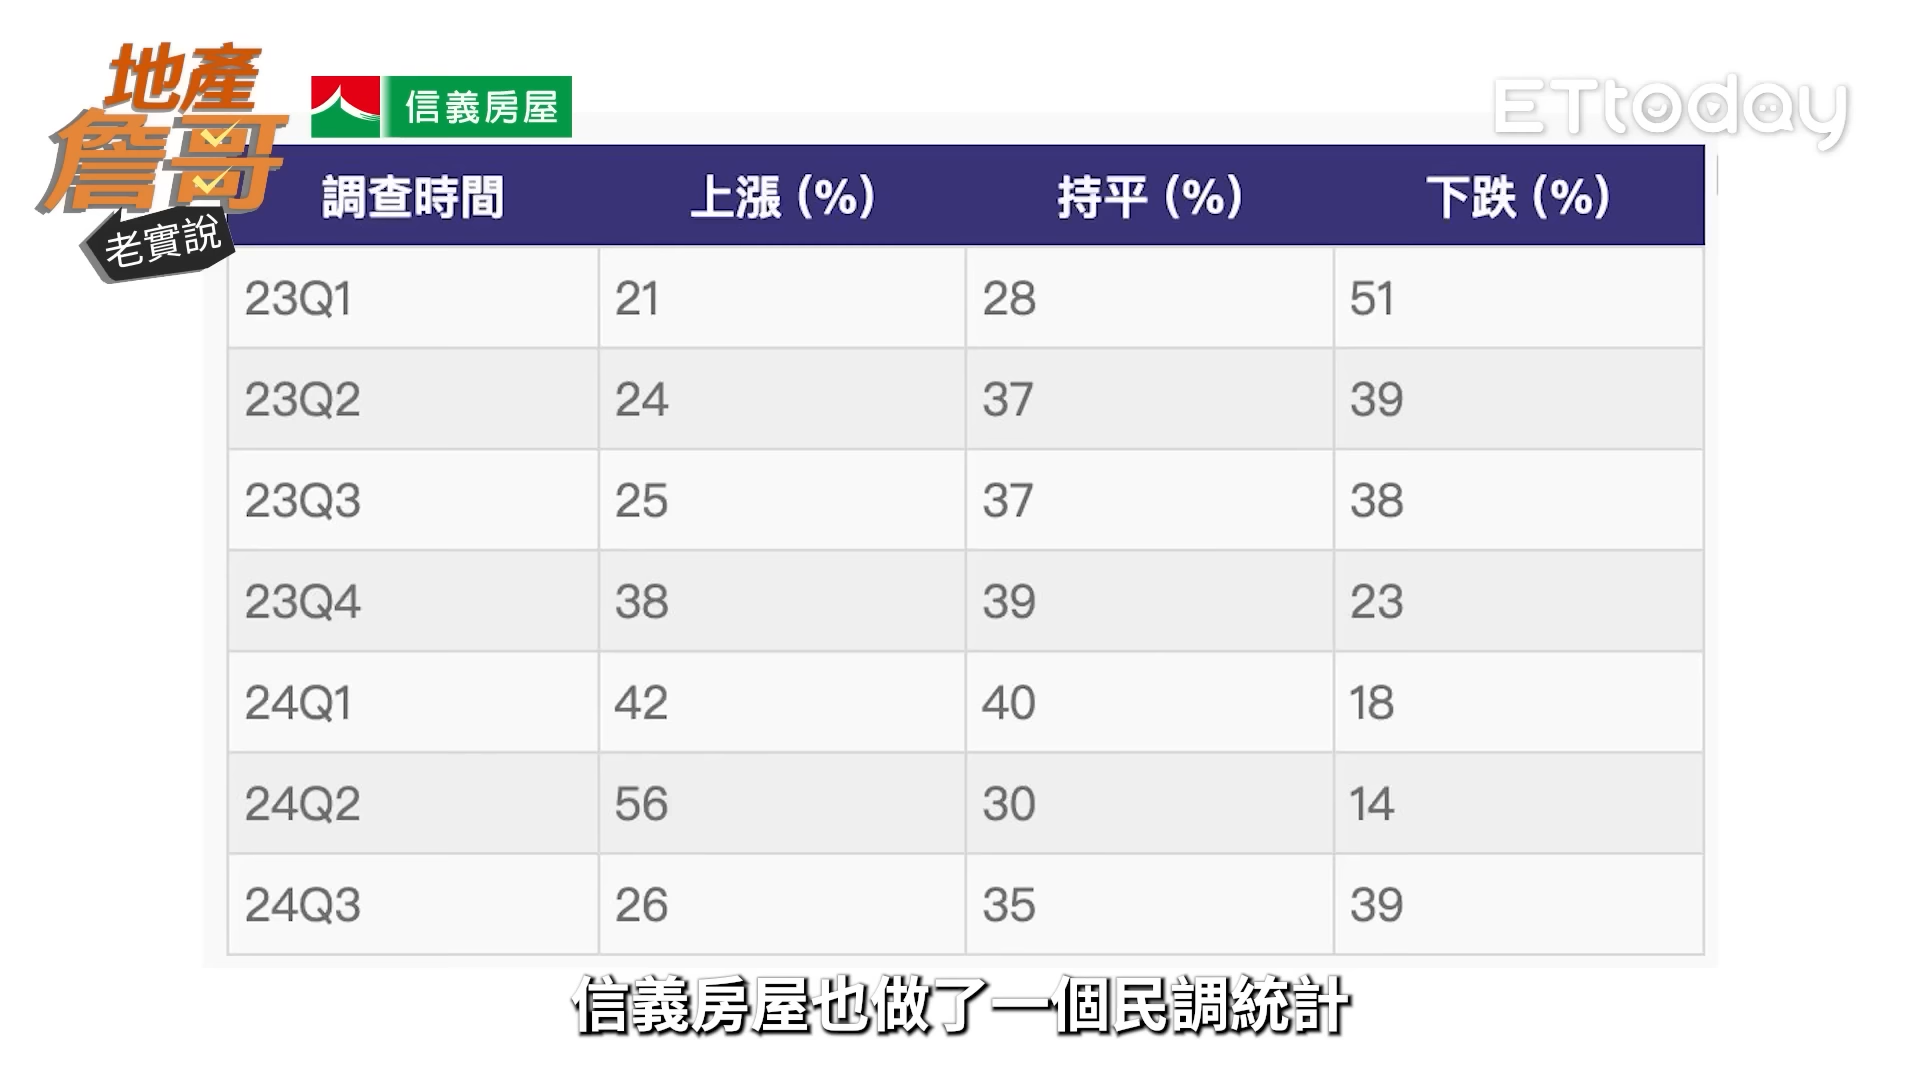 地產
詹哥
老實說
信義房屋
ETtoday
調查時間 上漲 (%) 持平 (%) 下跌 (%)
23Q1 21 28 51
23Q2 24 37 39
23Q3 25 37 38
23Q4 38 39 23
24Q1 42 40 18
24Q2 56 30 14
24Q3 26 35 39
信義房屋也做了一個民調統計